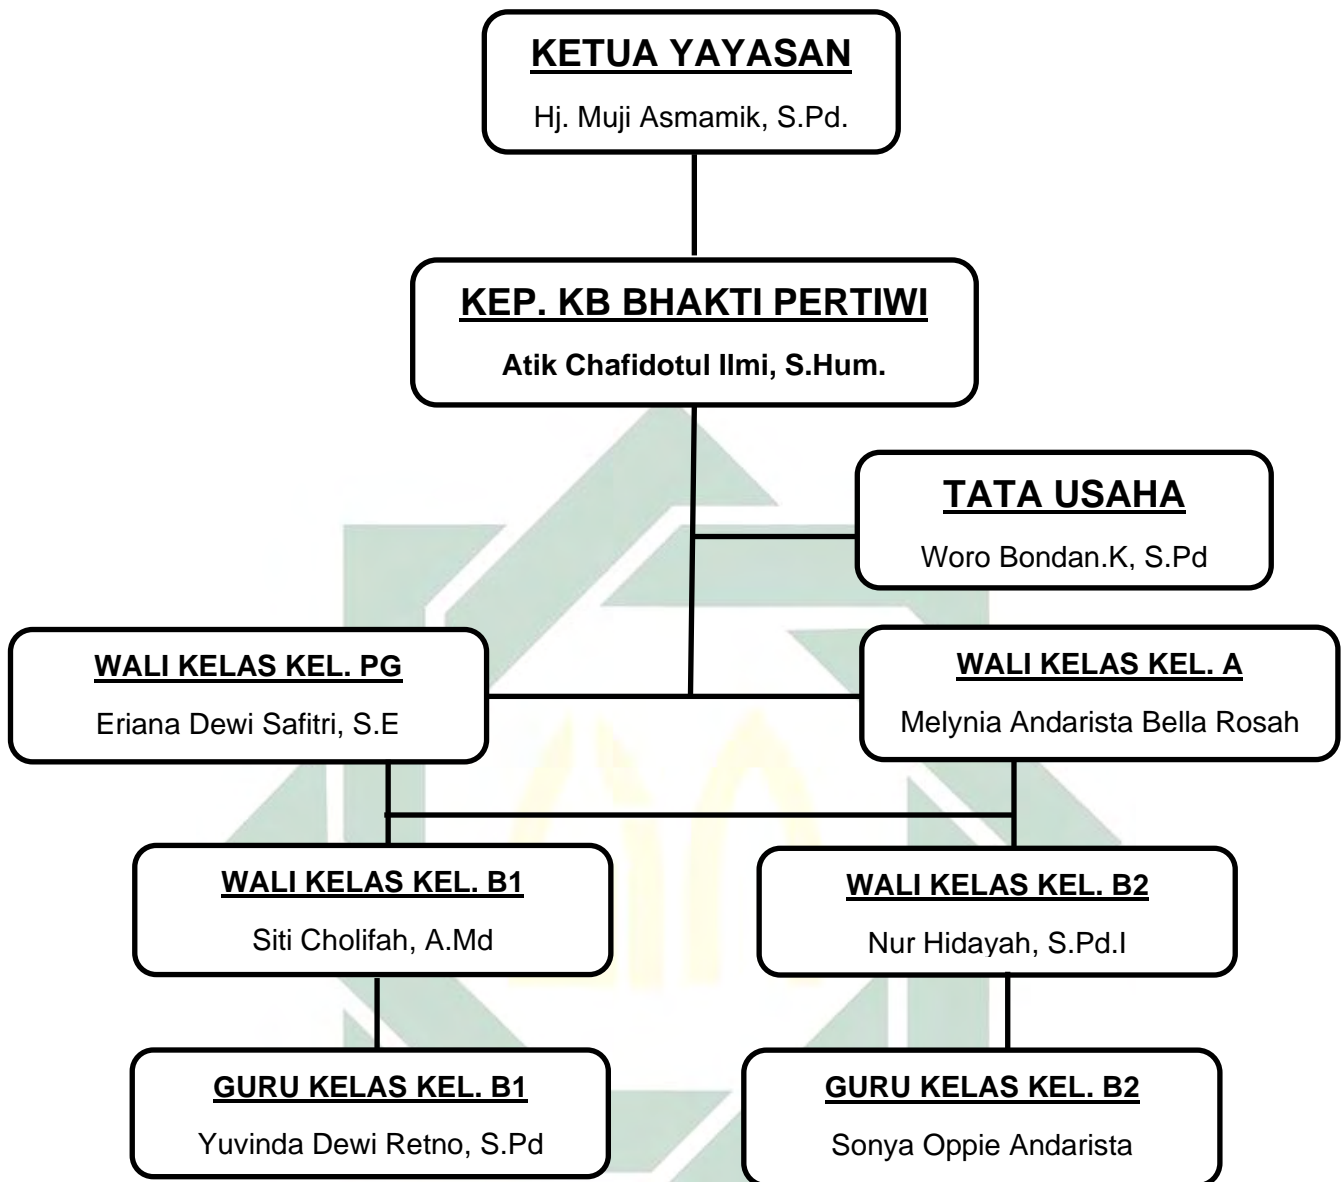 KETUA YAYASAN
Hj. Muji Asmamik, S.Pd.
KEP. KB BHAKTI PERTIWI
Atik Chafidotul Ilmi, S.Hum.
TATA USAHA
Woro Bondan.K, S.Pd
WALI KELAS KEL. PG
Eriana Dewi Safitri, S.E
WALI KELAS KEL. A
Melynia Andarista Bella Rosah
WALI KELAS KEL. B1
Siti Cholifah, A.Md
WALI KELAS KEL. B2
Nur Hidayah, S.Pd.I
GURU KELAS KEL. B1
Yuvinda Dewi Retno, S.Pd
GURU KELAS KEL. B2
Sonya Oppie Andarista